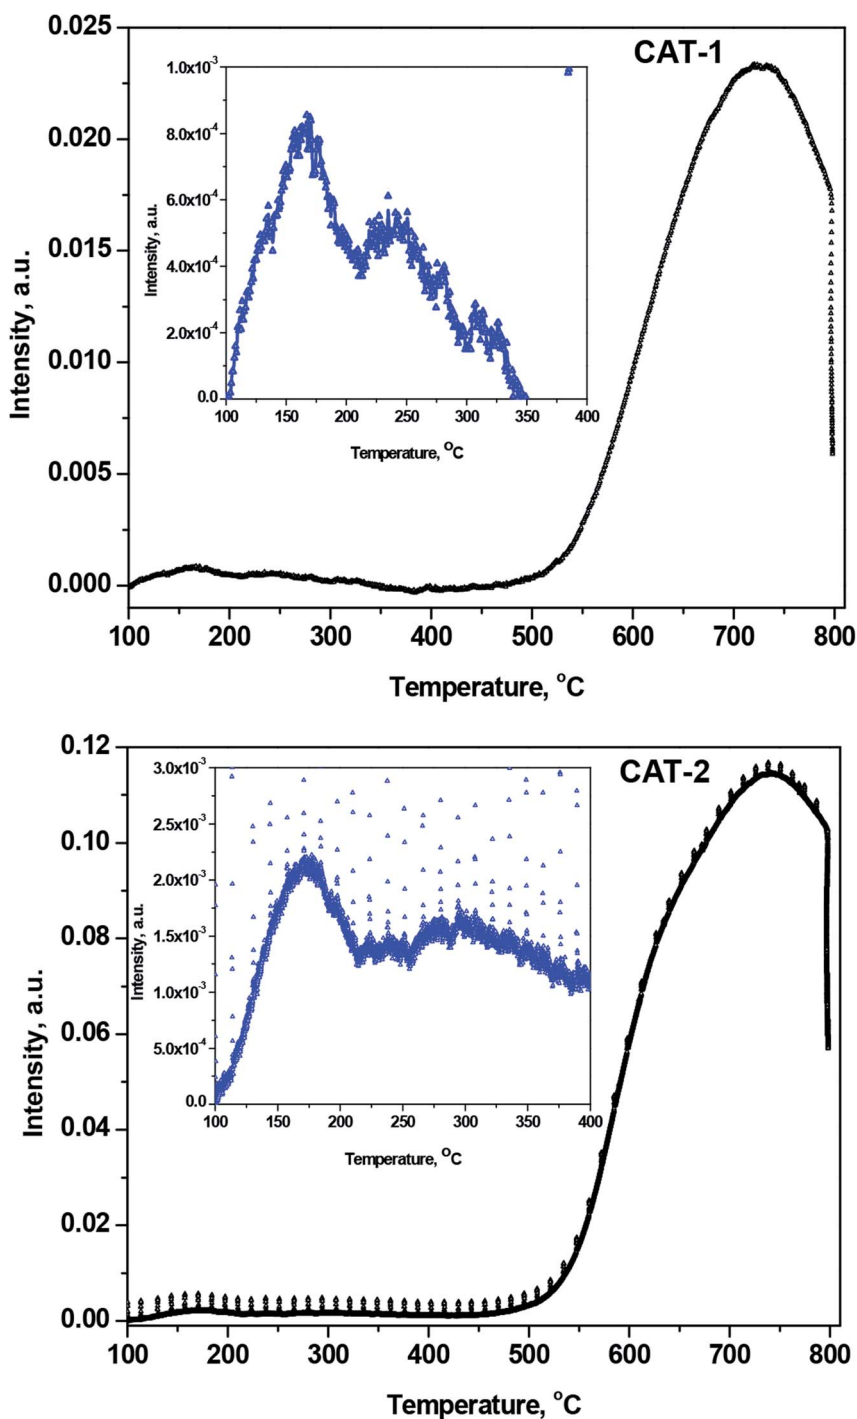 CAT-1
0.025
0.020
0.015
0.010
0.005
0.000
Intensity, a.u.
100 200 300 400 500 600 700 800
Temperature, °C
1.0x10-3
8.0x10-4
6.0x10-4
4.0x10-4
2.0x10-4
0.0
Intensity, a.u.
100 150 200 250 300 350 400
Temperature, °C
CAT-2
0.12
0.10
0.08
0.06
0.04
0.02
0.00
Intensity, a.u.
100 200 300 400 500 600 700 800
Temperature, °C
3.0x10-3
2.5x10-3
2.0x10-3
1.5x10-3
1.0x10-3
5.0x10-4
0.0
Intensity, a.u.
100 150 200 250 300 350 400
Temperature, °C